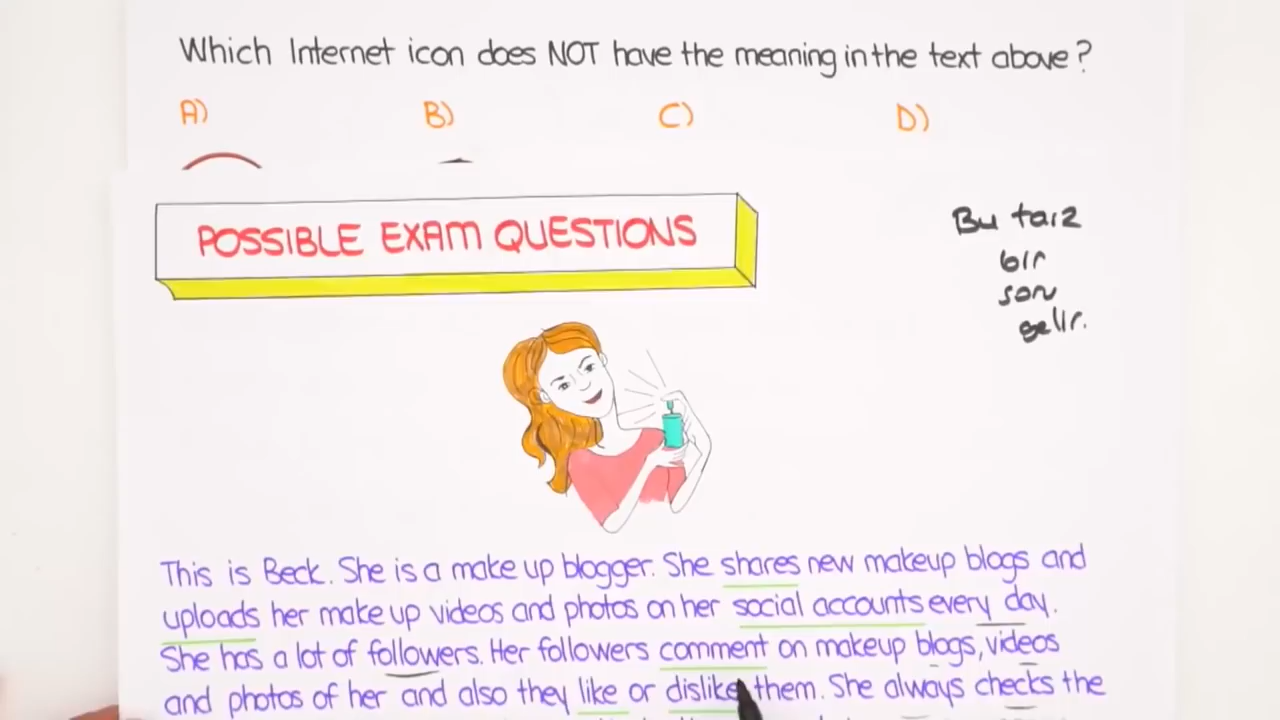 Which Internet icon does NOT have the meaning in the text above?
A) B) C) D)
POSSIBLE EXAM QUESTIONS
Bu tarz
bir
soru
gelir.
This is Beck. She is a make up blogger. She shares new makeup blogs and
uploads her make up videos and photos on her social accounts every day.
She has a lot of followers. Her followers comment on makeup blogs, videos
and photos of her and also they like or dislike them. She always checks the